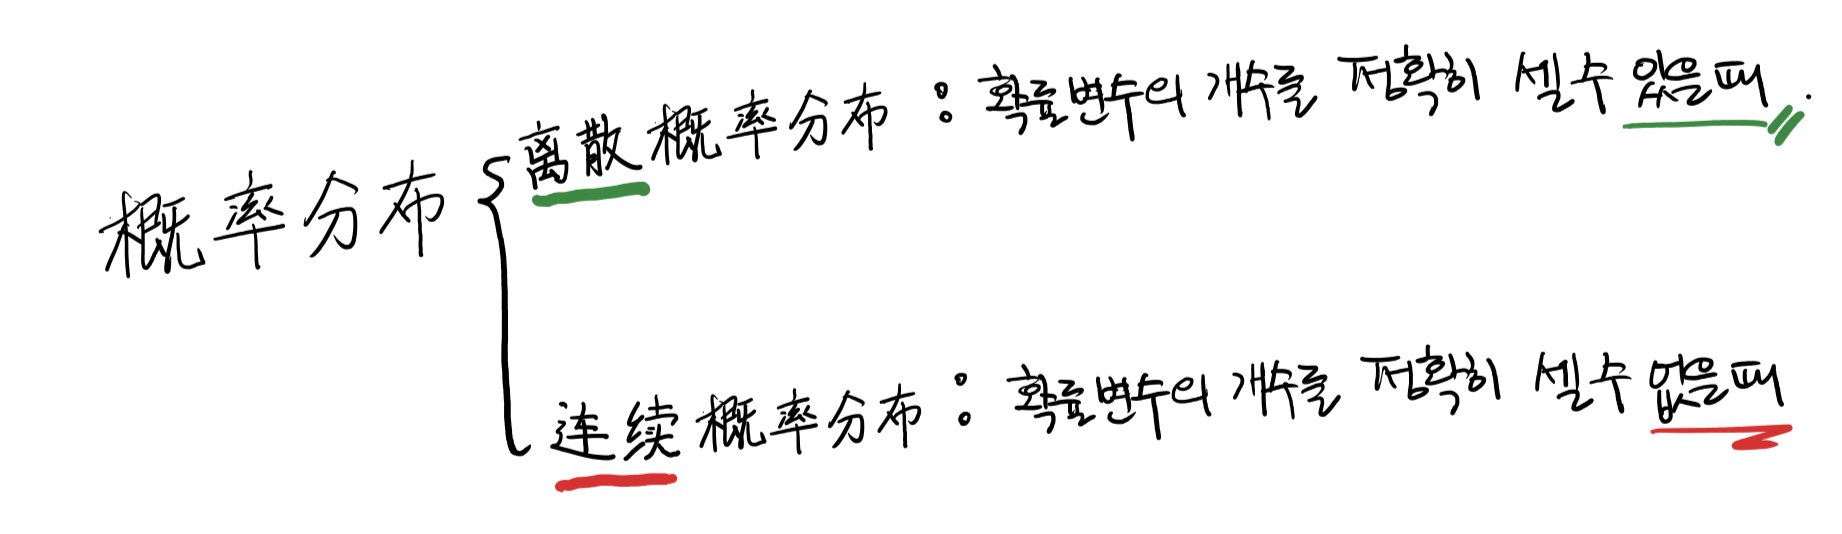 概率分布
离散概率分布 : 확률변수의 개수를 정확히 셀수 있을때.
连续概率分布 : 확률변수의 개수를 정확히 셀수 없을때